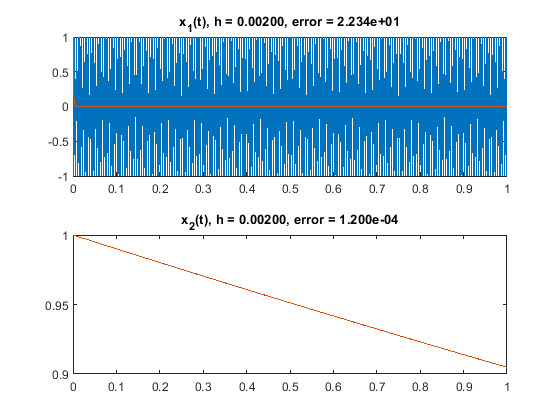 x1(t), h = 0.00200, error = 2.234e+01
1
0.5
0
-0.5
-1
0 0.1 0.2 0.3 0.4 0.5 0.6 0.7 0.8 0.9 1
x2(t), h = 0.00200, error = 1.200e-04
1
0.95
0.9
0 0.1 0.2 0.3 0.4 0.5 0.6 0.7 0.8 0.9 1